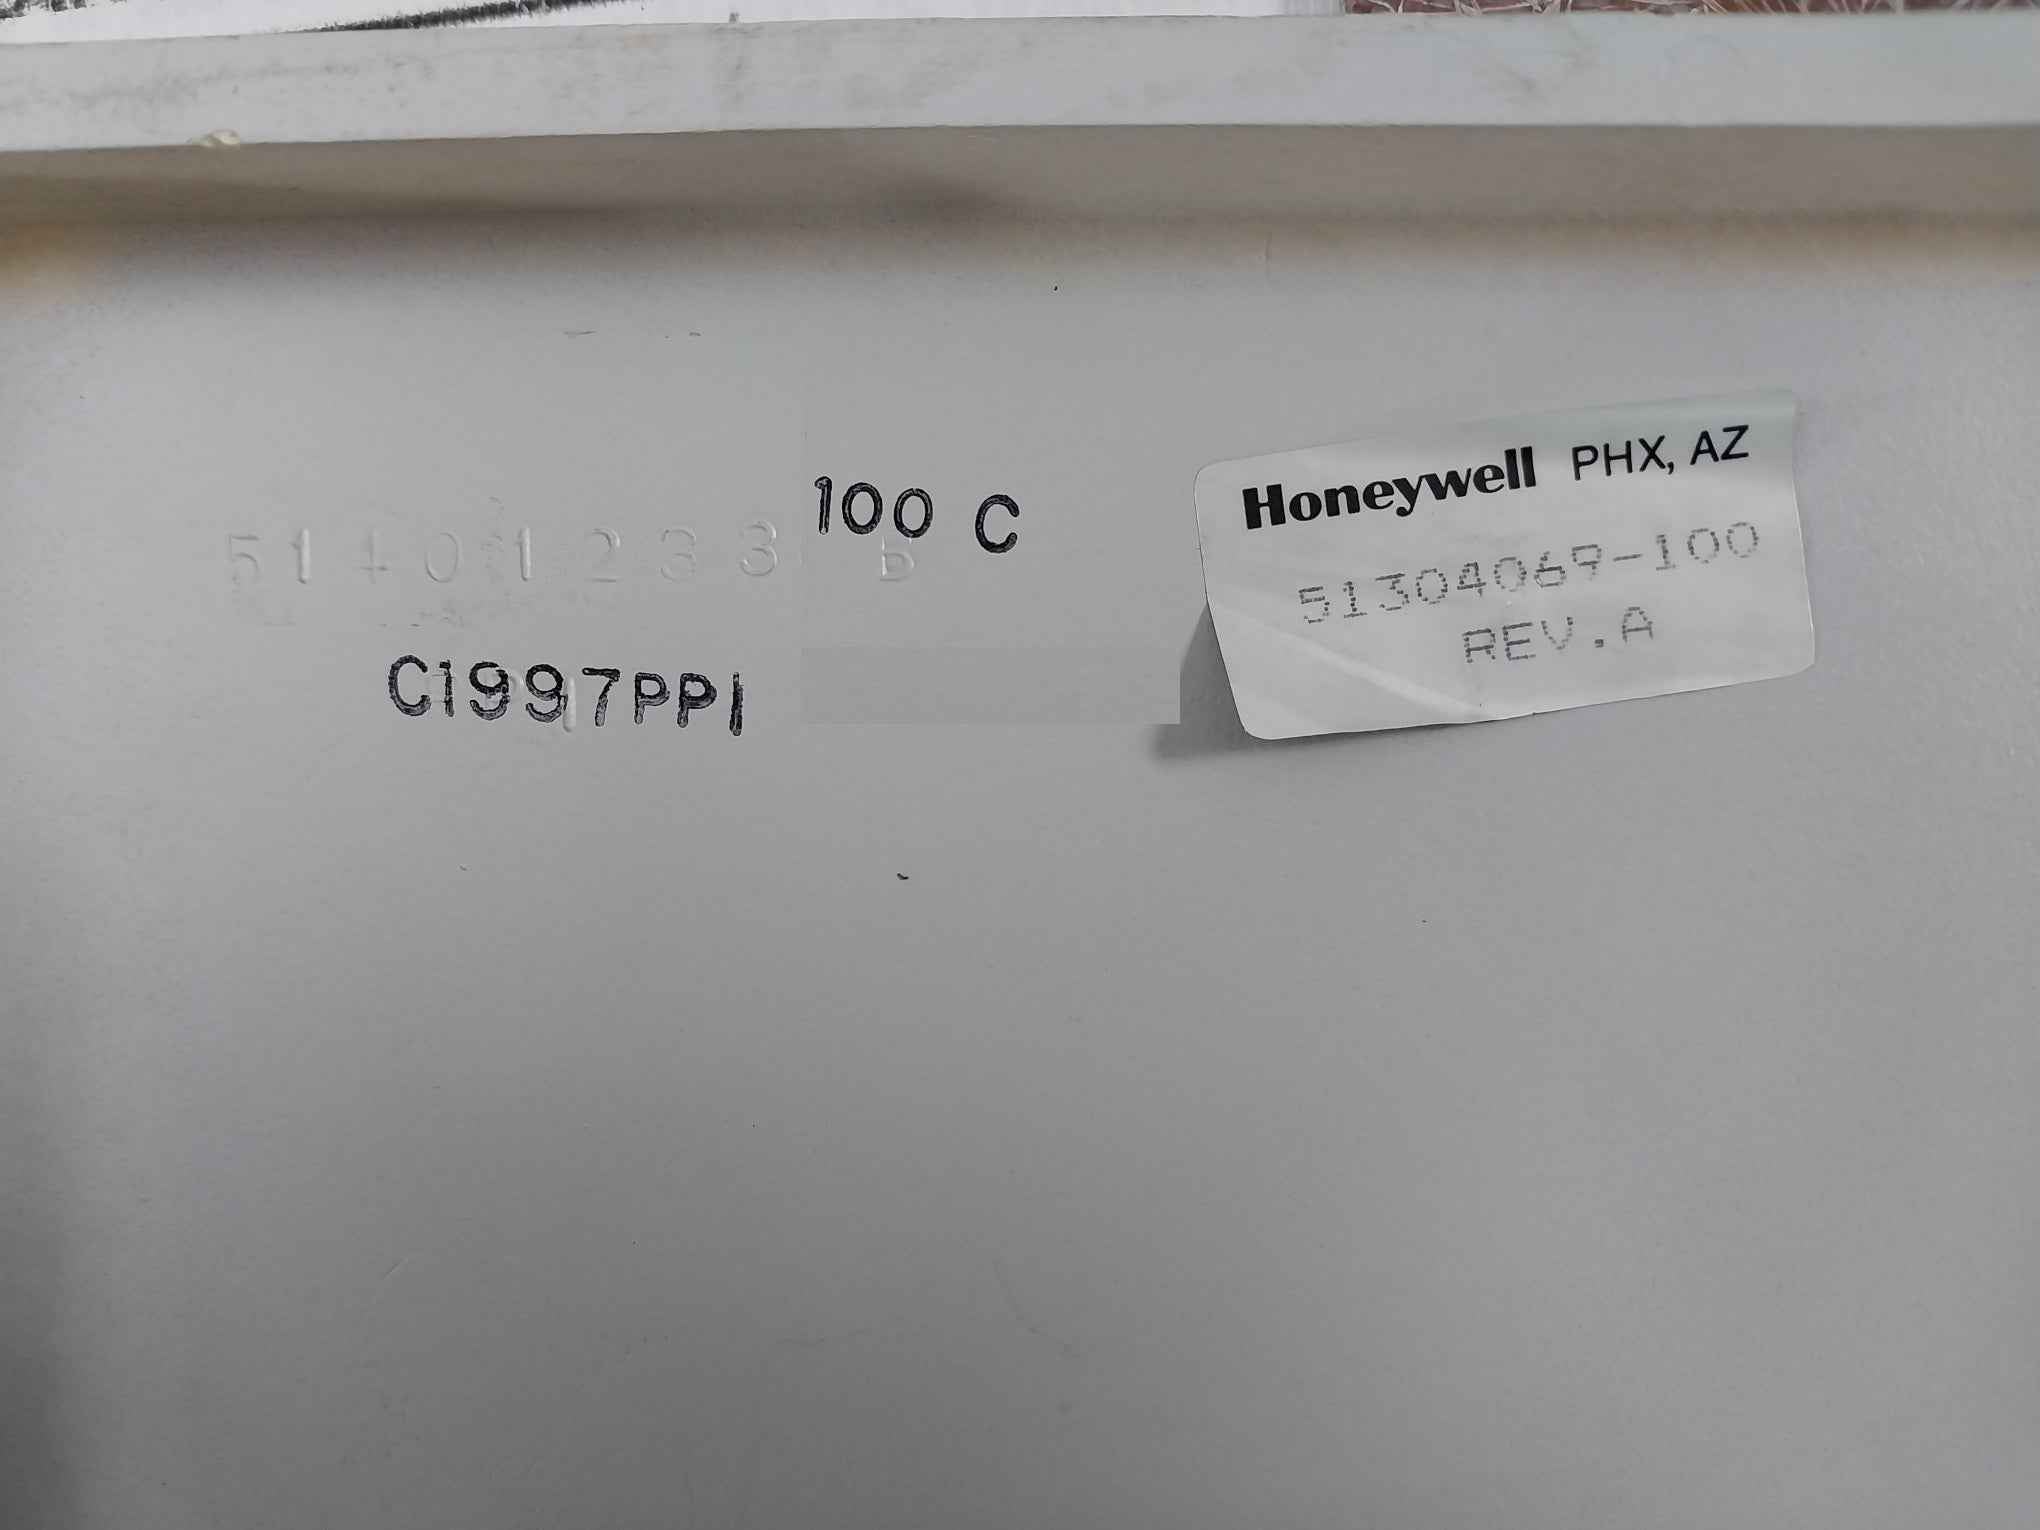 51401233 B
100 C
C1997PPI
Honeywell PHX, AZ
51304069-100
REV.A